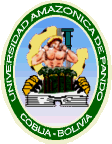 UNIVERSIDAD AMAZONICA DE PANDO
COBIJA - BOLIVIA